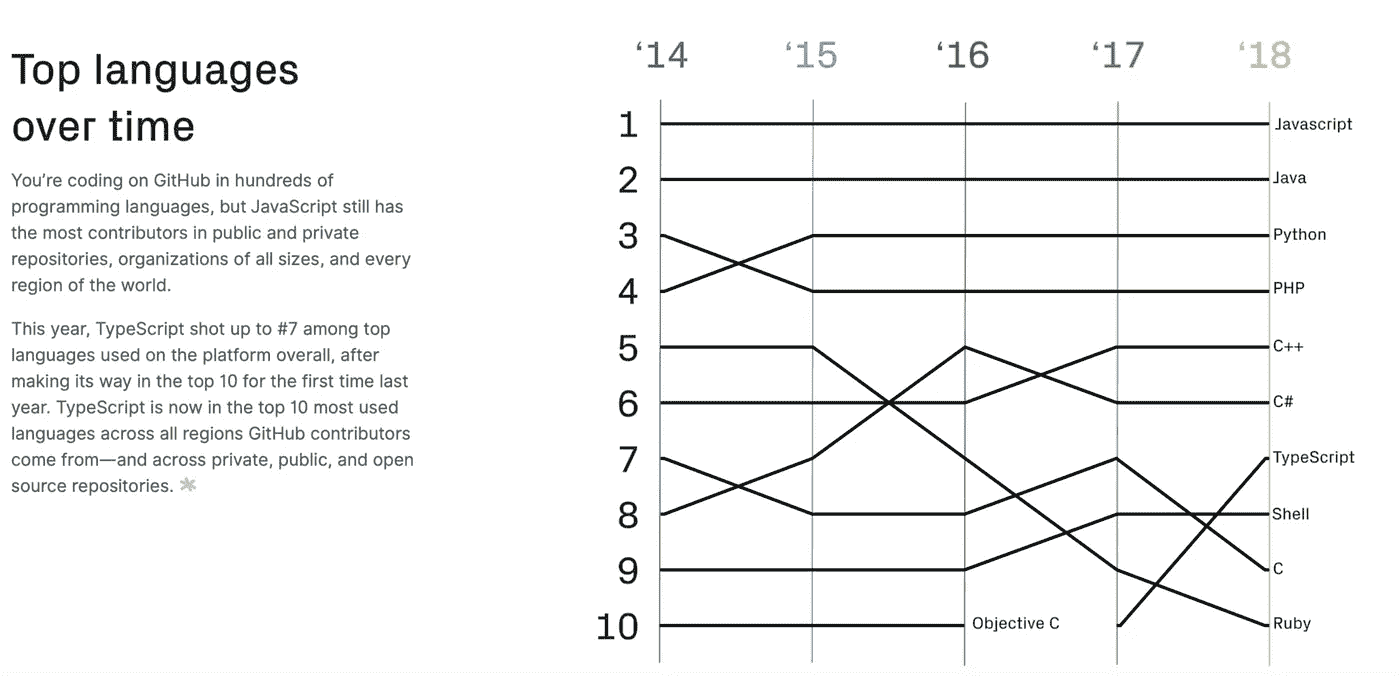 Top languages
over time
You’re coding on GitHub in hundreds of
programming languages, but JavaScript still has
the most contributors in public and private
repositories, organizations of all sizes, and every
region of the world.
This year, TypeScript shot up to #7 among top
languages used on the platform overall, after
making its way in the top 10 for the first time last
year. TypeScript is now in the top 10 most used
languages across all regions GitHub contributors
come from—and across private, public, and open
source repositories. *
‘14 ‘15 ‘16 ‘17 ‘18
1 Javascript
2 Java
3 Python
4 PHP
5 C++
6 C#
7 TypeScript
8 Shell
9 C
10 Objective C Ruby